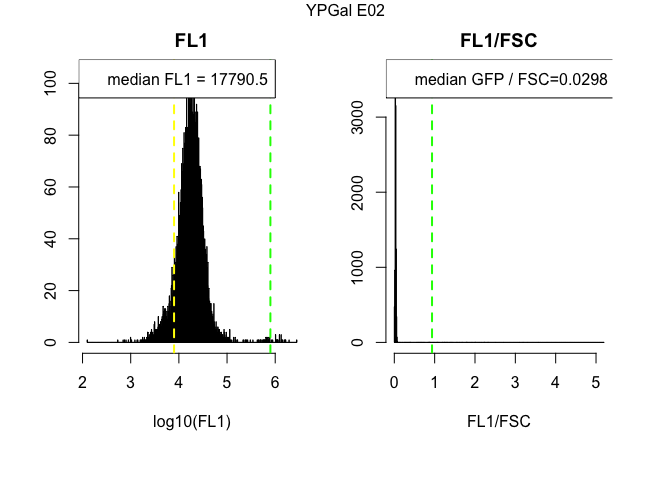 YPGal E02
FL1
median FL1 = 17790.5
0 20 40 60 80 100
2 3 4 5 6
log10(FL1)
FL1/FSC
median GFP / FSC=0.0298
0 1000 2000 3000
0 1 2 3 4 5
FL1/FSC